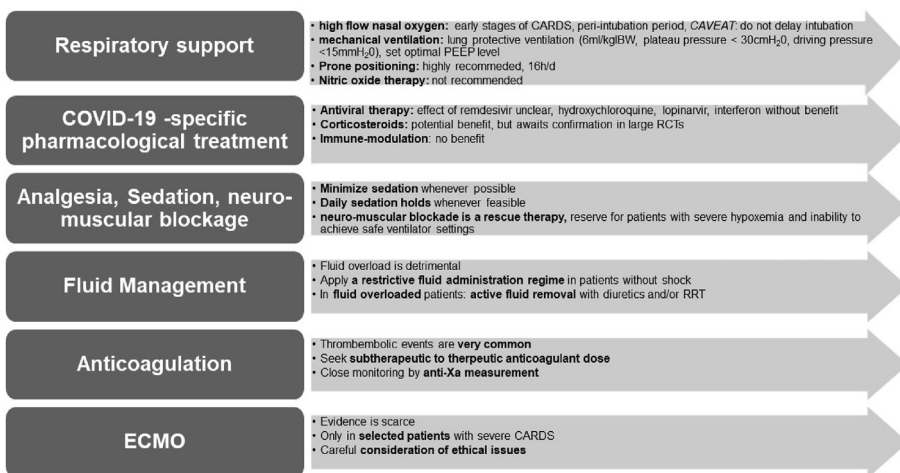 Respiratory support
• high flow nasal oxygen: early stages of CARDS, peri-intubation period, CAVEAT: do not delay intubation
• mechanical ventilation: lung protective ventilation (6ml/kgIBW, plateau pressure < 30cmH₂0, driving pressure
<15mmH₂0), set optimal PEEP level
• Prone positioning: highly recommeded, 16h/d
• Nitric oxide therapy: not recommended
COVID-19 -specific
pharmacological treatment
• Antiviral therapy: effect of remdesivir unclear, hydroxychloroquine, lopinarvir, interferon without benefit
• Corticosteroids: potential benefit, but awaits confirmation in large RCTs
• Immune-modulation: no benefit
Analgesia, Sedation, neuro-
muscular blockage
• Minimize sedation whenever possible
• Daily sedation holds whenever feasible
• neuro-muscular blockade is a rescue therapy, reserve for patients with severe hypoxemia and inability to
achieve safe ventilator settings
Fluid Management
• Fluid overload is detrimental
• Apply a restrictive fluid administration regime in patients without shock
• In fluid overloaded patients: active fluid removal with diuretics and/or RRT
Anticoagulation
• Thrombembolic events are very common
• Seek subtherapeutic to therpeutic anticoagulant dose
• Close monitoring by anti-Xa measurement
ECMO
• Evidence is scarce
• Only in selected patients with severe CARDS
• Careful consideration of ethical issues